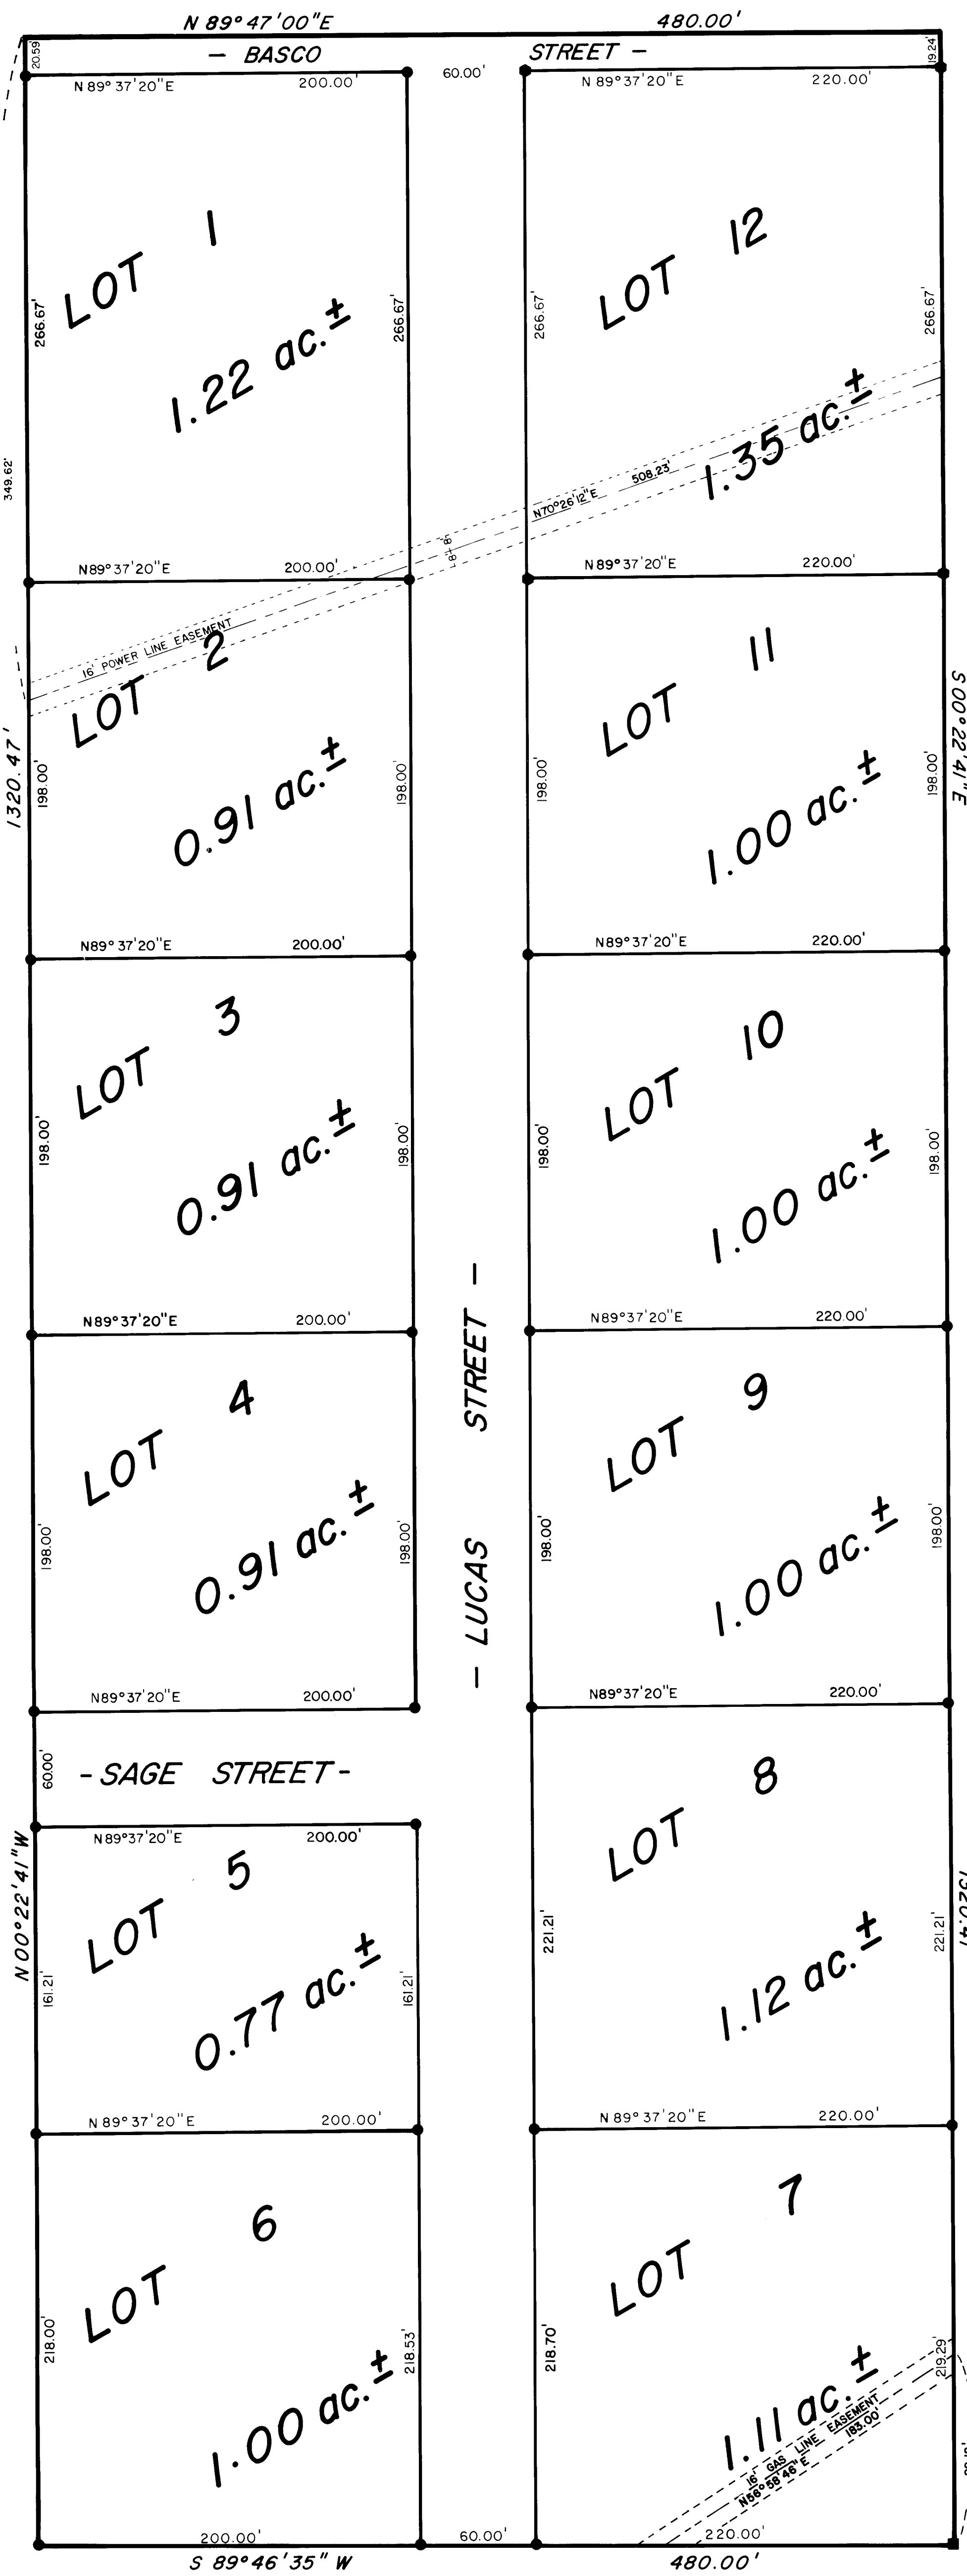 N 89°47'00"E 480.00'
20.59' - BASCO STREET - 19.24'
N 89°37'20"E 200.00' 60.00' N 89°37'20"E 220.00'
LOT 1
1.22 ac.±
266.67' 266.67'
LOT 12
1.35 ac.±
266.67' 266.67'
349.62'
N70°26'12"E 508.23'
8' 8'
N89°37'20"E 200.00' N89°37'20"E 220.00'
16' POWER LINE EASEMENT
LOT 2
0.91 ac.±
198.00' 198.00'
LOT 11
1.00 ac.±
198.00' 198.00'
1320.47'
S 00°22'41"E
N89°37'20"E 200.00' N89°37'20"E 220.00'
LOT 3
0.91 ac.±
198.00' 198.00'
LOT 10
1.00 ac.±
198.00' 198.00'
- LUCAS STREET -
N89°37'20"E 200.00' N89°37'20"E 220.00'
LOT 4
0.91 ac.±
198.00' 198.00'
LOT 9
1.00 ac.±
198.00' 198.00'
N89°37'20"E 200.00' N89°37'20"E 220.00'
60.00' - SAGE STREET -
N89°37'20"E 200.00'
N 00°22'41"W
LOT 5
0.77 ac.±
161.21' 161.21'
LOT 8
1.12 ac.±
221.21' 221.21'
N 89°37'20"E 200.00' N 89°37'20"E 220.00'
LOT 6
1.00 ac.±
218.00' 218.53'
LOT 7
1.11 ac.±
218.70' 219.29'
16' GAS LINE EASEMENT
N56°58'46"E 183.00'
200.00' 60.00' 220.00'
S 89°46'35" W 480.00'